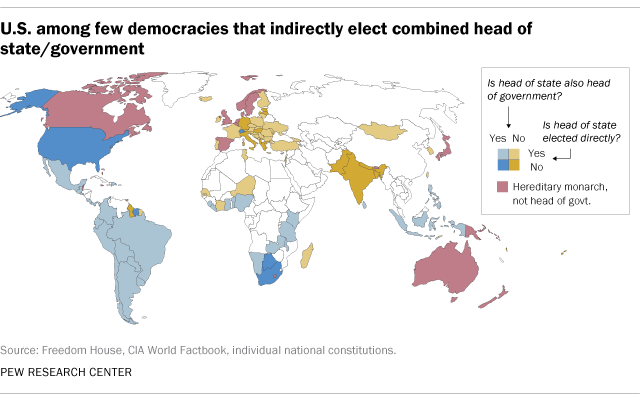 U.S. among few democracies that indirectly elect combined head of
state/government
Is head of state also head
of government?
Yes No
Is head of state
elected directly?
Yes
No
Hereditary monarch,
not head of govt.
Source: Freedom House, CIA World Factbook, individual national constitutions.
PEW RESEARCH CENTER